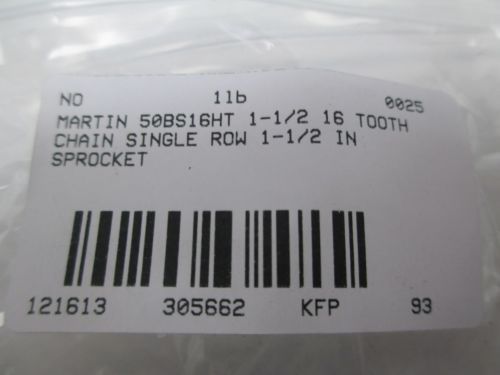 NO 1lb 0025
MARTIN 50BS16HT 1-1/2 16 TOOTH
CHAIN SINGLE ROW 1-1/2 IN
SPROCKET
121613 305662 KFP 93